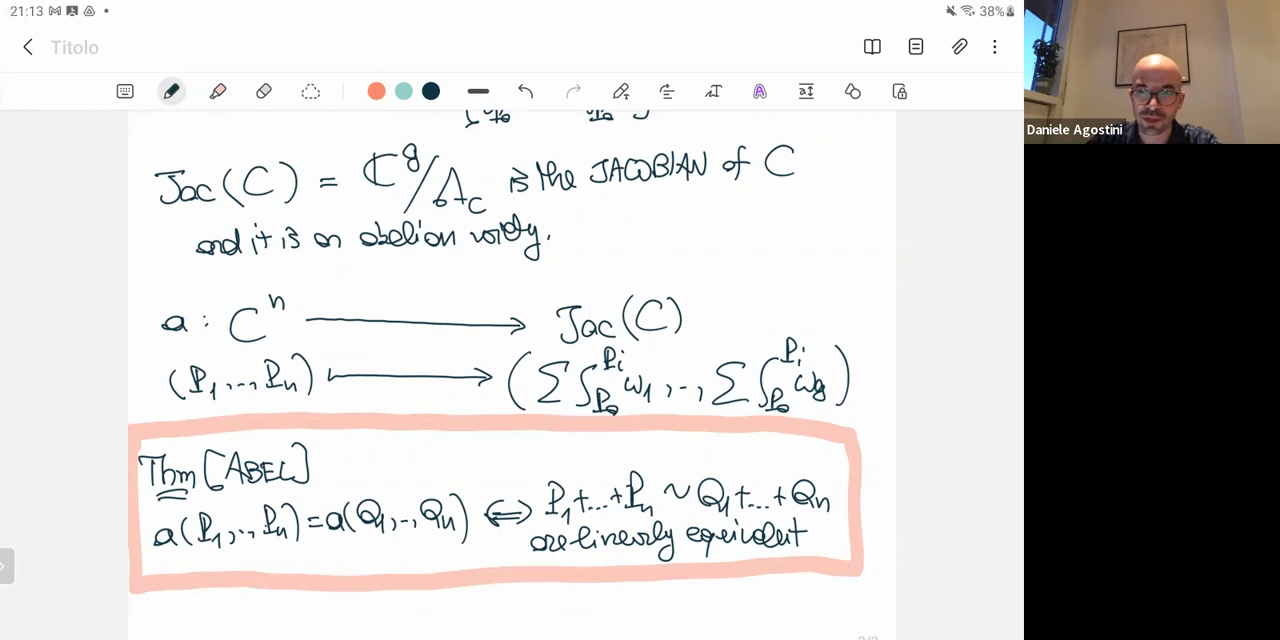 21:13
38%
Titolo
Jac(C) = ℂ^g/Λ_C is the JACOBIAN of C
and it is an abelian variety.
a : C^n ⟶ Jac(C)
(P_1,..,P_n) ⟼ (∑∫_{P_0}^{P_i} ω_1,..,∑∫_{P_0}^{P_i} ω_g)
Thm [ABEL]
a(P_1,..,P_n)=a(Q_1,..,Q_n) ⟺ P_1+...+P_n ~ Q_1+...+Q_n
are linearly equivalent
Daniele Agostini
2/2